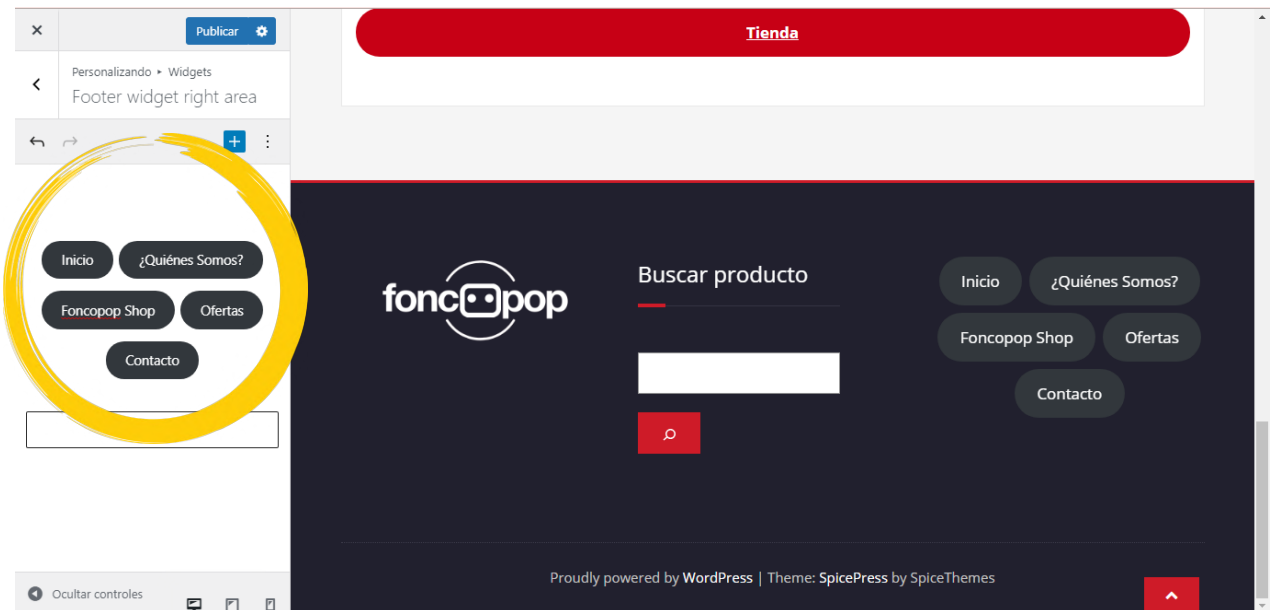 Publicar
Personalizando ▸ Widgets
Footer widget right area
Inicio
¿Quiénes Somos?
Foncopop Shop
Ofertas
Contacto
Ocultar controles
Tienda
foncopop
Buscar producto
Inicio
¿Quiénes Somos?
Foncopop Shop
Ofertas
Contacto
Proudly powered by WordPress | Theme: SpicePress by SpiceThemes